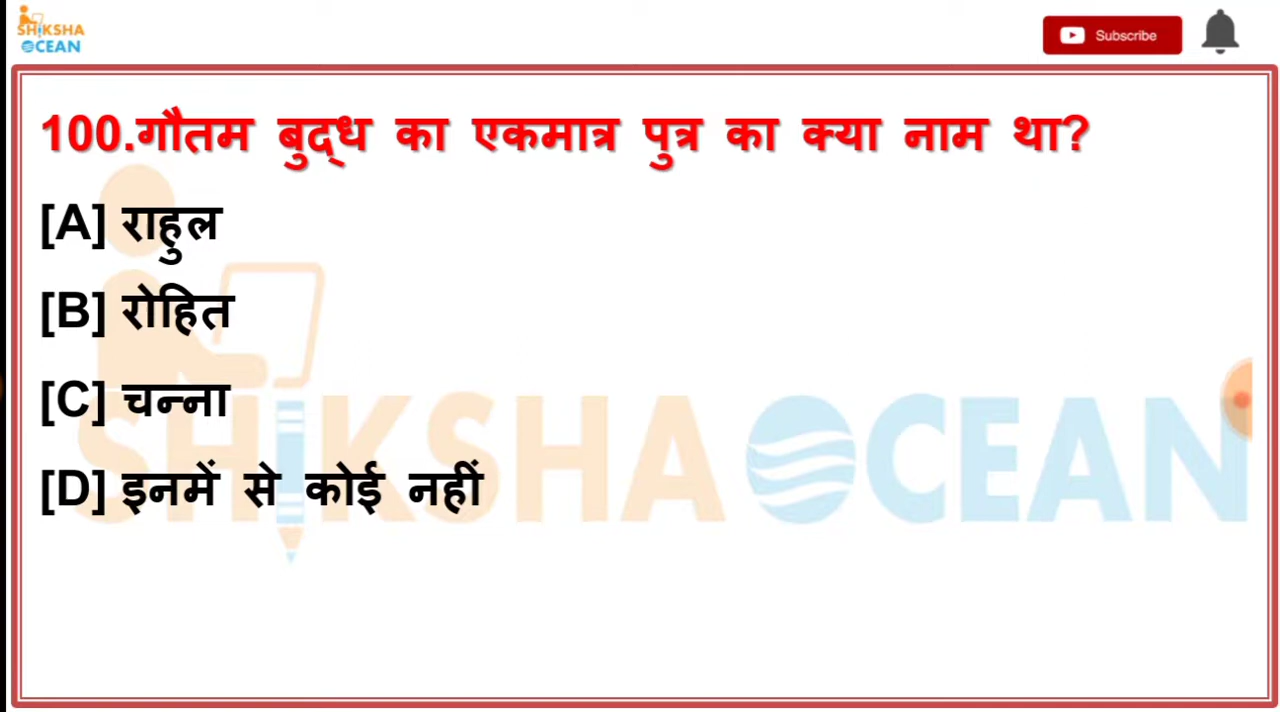 SHIKSHA
OCEAN
Subscribe
100.गौतम बुद्ध का एकमात्र पुत्र का क्या नाम था?
[A] राहुल
[B] रोहित
[C] चन्ना
[D] इनमें से कोई नहीं
SHIKSHA OCEAN